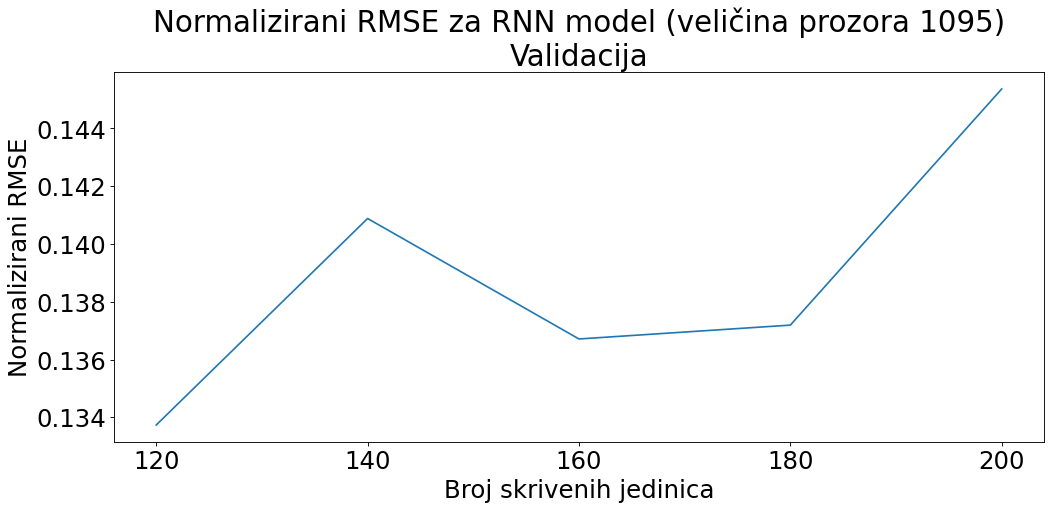 Normalizirani RMSE za RNN model (veličina prozora 1095)
Validacija
Normalizirani RMSE
0.144
0.142
0.140
0.138
0.136
0.134
120 140 160 180 200
Broj skrivenih jedinica